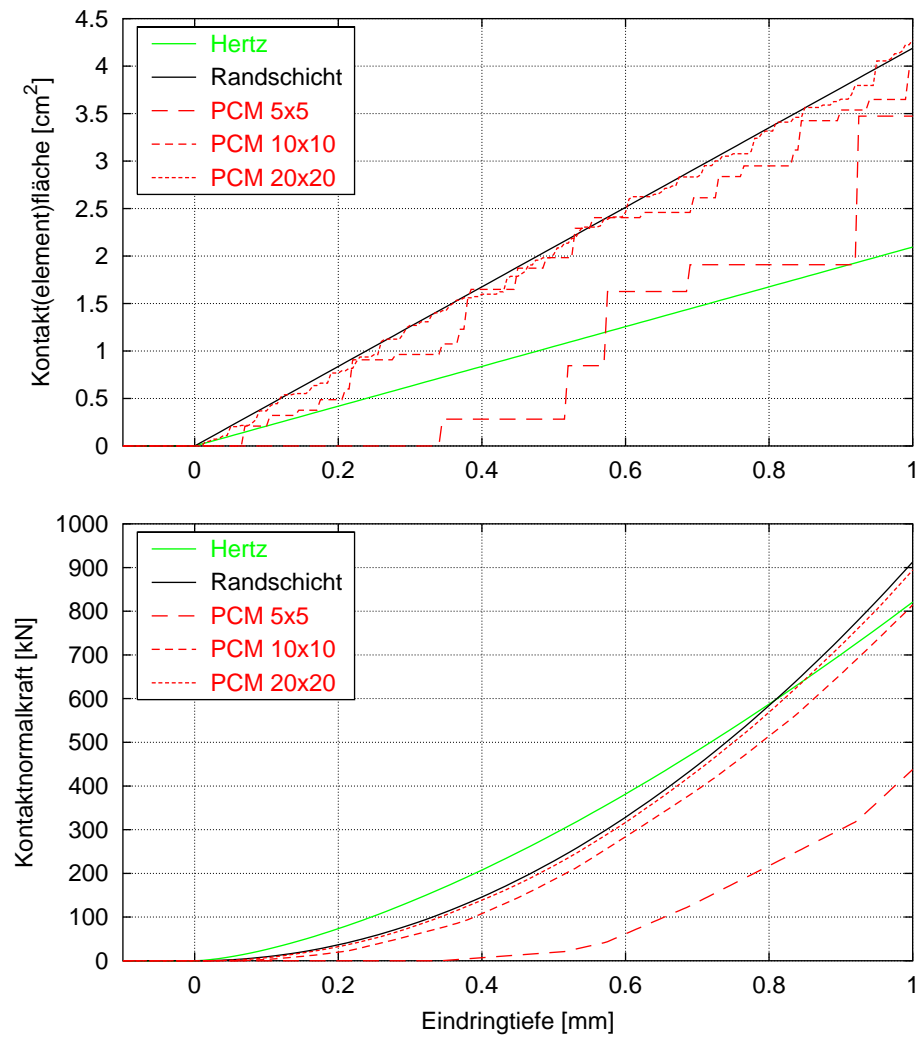 Kontakt(element)fläche [cm²]
4.5
4
3.5
3
2.5
2
1.5
1
0.5
0
Hertz
Randschicht
PCM 5x5
PCM 10x10
PCM 20x20
0 0.2 0.4 0.6 0.8 1
Kontaktnormalkraft [kN]
1000
900
800
700
600
500
400
300
200
100
0
Hertz
Randschicht
PCM 5x5
PCM 10x10
PCM 20x20
0 0.2 0.4 0.6 0.8 1
Eindringtiefe [mm]